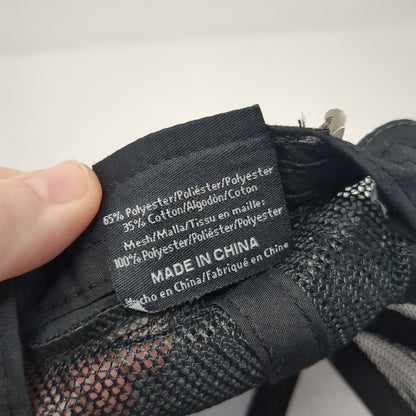 65% Polyester/Poliéster/Polyester
35% Cotton/Algodón/Coton
Mesh/Malla/Tissu en maille:
100% Polyester/Poliéster/Polyester
MADE IN CHINA
Hecho en China/Fabriqué en Chine